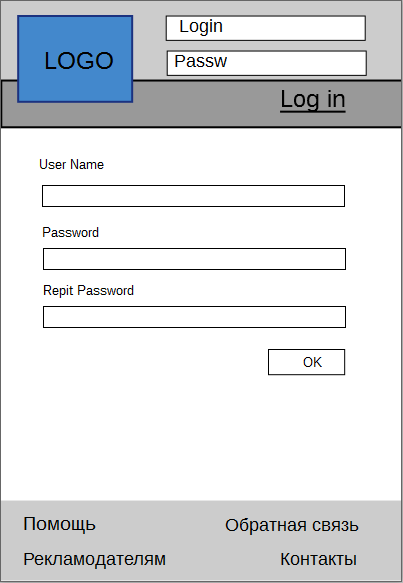 LOGO
Login
Passw
Log in
User Name
Password
Repit Password
OK
Помощь
Обратная связь
Рекламодателям
Контакты